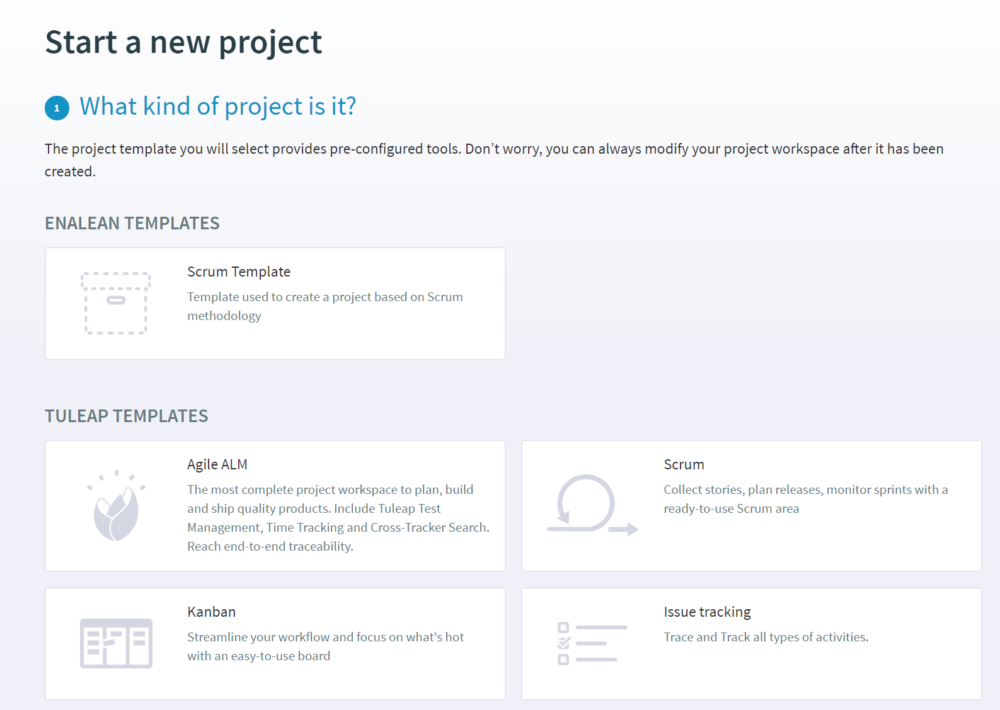 Start a new project
1 What kind of project is it?
The project template you will select provides pre-configured tools. Don’t worry, you can always modify your project workspace after it has been
created.
ENALEAN TEMPLATES
Scrum Template
Template used to create a project based on Scrum
methodology
TULEAP TEMPLATES
Agile ALM
The most complete project workspace to plan, build
and ship quality products. Include Tuleap Test
Management, Time Tracking and Cross-Tracker Search.
Reach end-to-end traceability.
Scrum
Collect stories, plan releases, monitor sprints with a
ready-to-use Scrum area
Kanban
Streamline your workflow and focus on what's hot
with an easy-to-use board
Issue tracking
Trace and Track all types of activities.